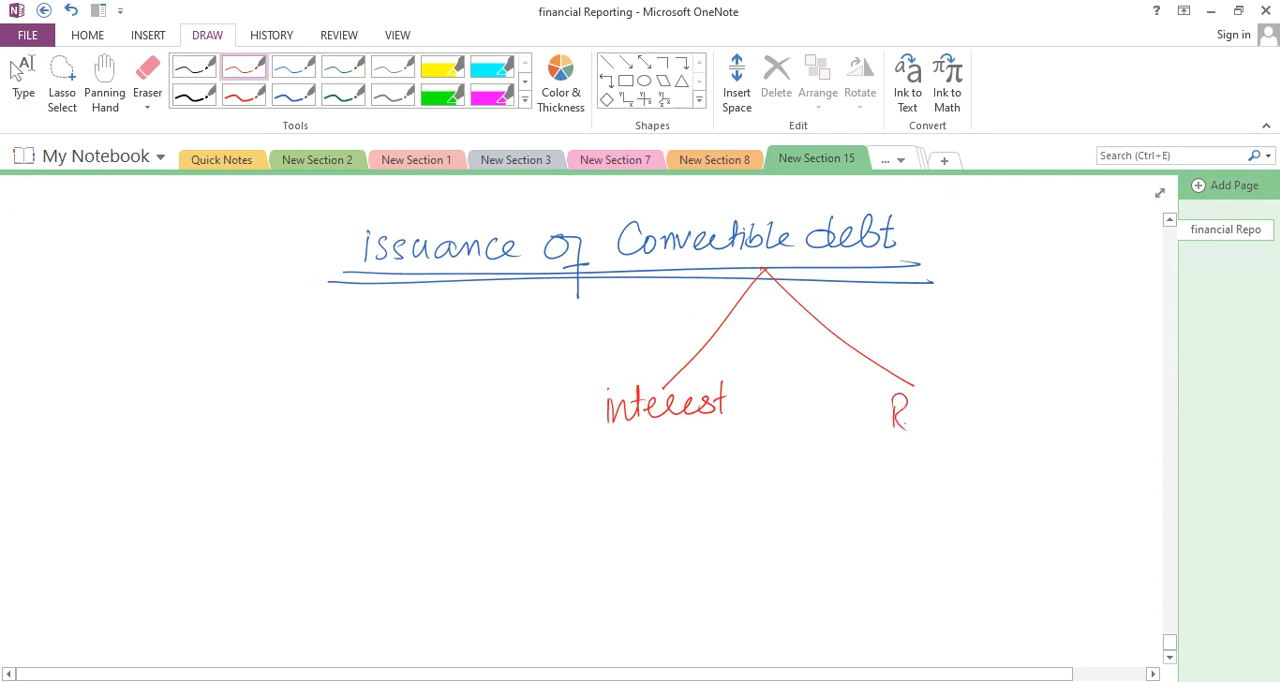 financial Reporting - Microsoft OneNote
?
FILE HOME INSERT DRAW HISTORY REVIEW VIEW
Sign in
Type
Lasso Select
Panning Hand
Eraser
Color & Thickness
Insert Space
Delete
Arrange
Rotate
Ink to Text
Ink to Math
Tools
Shapes
Edit
Convert
My Notebook
Quick Notes
New Section 2
New Section 1
New Section 3
New Section 7
New Section 8
New Section 15
...
Search (Ctrl+E)
Add Page
financial Repo
issuance of Convertible debt
interest
R